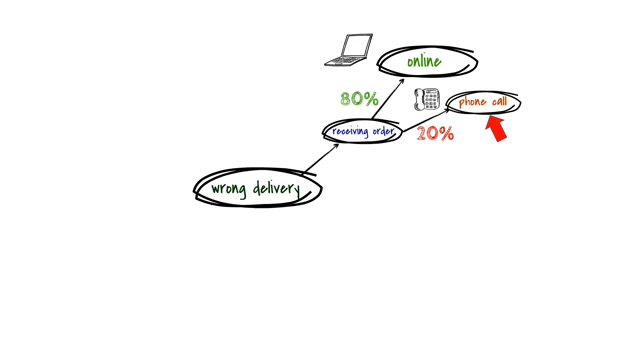 online
80%
phone call
receiving order
20%
wrong delivery